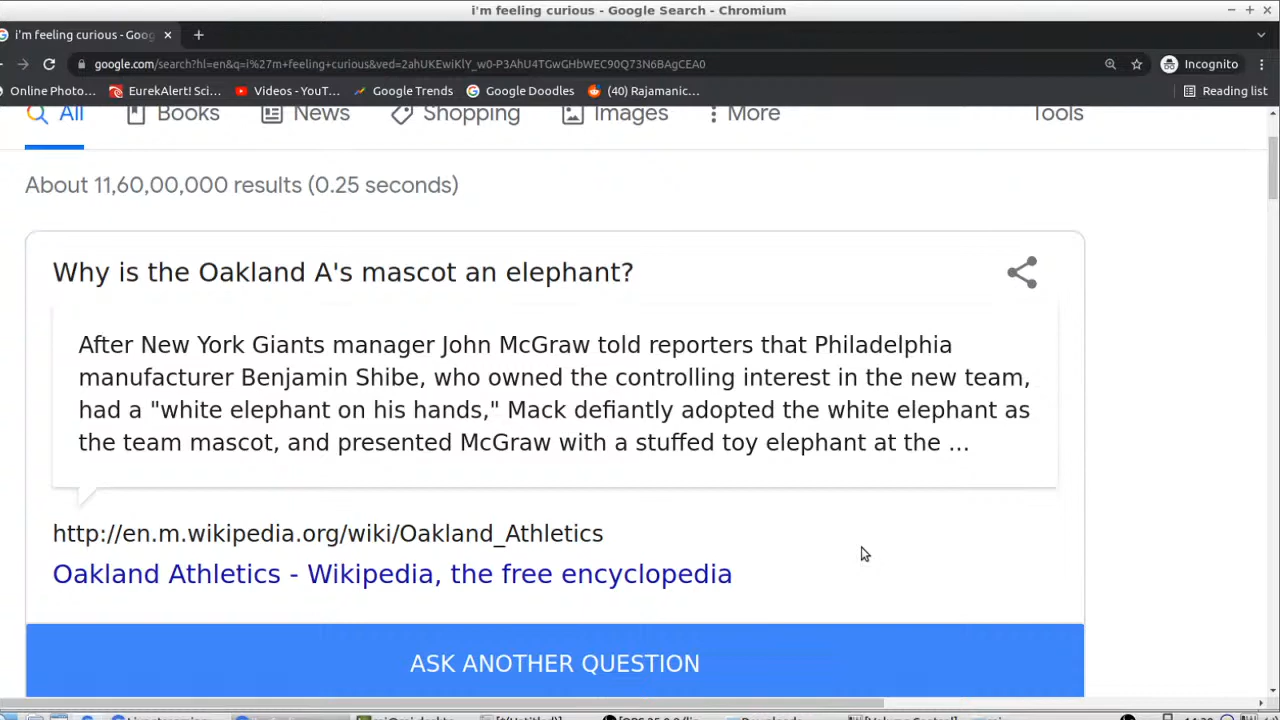 i'm feeling curious - Google Search - Chromium
i'm feeling curious - Goog
google.com/search?hl=en&q=i%27m+feeling+curious&ved=2ahUKEwiKlY_w0-P3AhU4TGwGHbWEC90Q73N6BAgCEA0
Incognito
Online Photo... EurekAlert! Sci... Videos - YouT... Google Trends Google Doodles (40) Rajamanic... Reading list
All Books News Shopping Images More Tools
About 11,60,00,000 results (0.25 seconds)
Why is the Oakland A's mascot an elephant?
After New York Giants manager John McGraw told reporters that Philadelphia
manufacturer Benjamin Shibe, who owned the controlling interest in the new team,
had a "white elephant on his hands," Mack defiantly adopted the white elephant as
the team mascot, and presented McGraw with a stuffed toy elephant at the ...
http://en.m.wikipedia.org/wiki/Oakland_Athletics
Oakland Athletics - Wikipedia, the free encyclopedia
ASK ANOTHER QUESTION